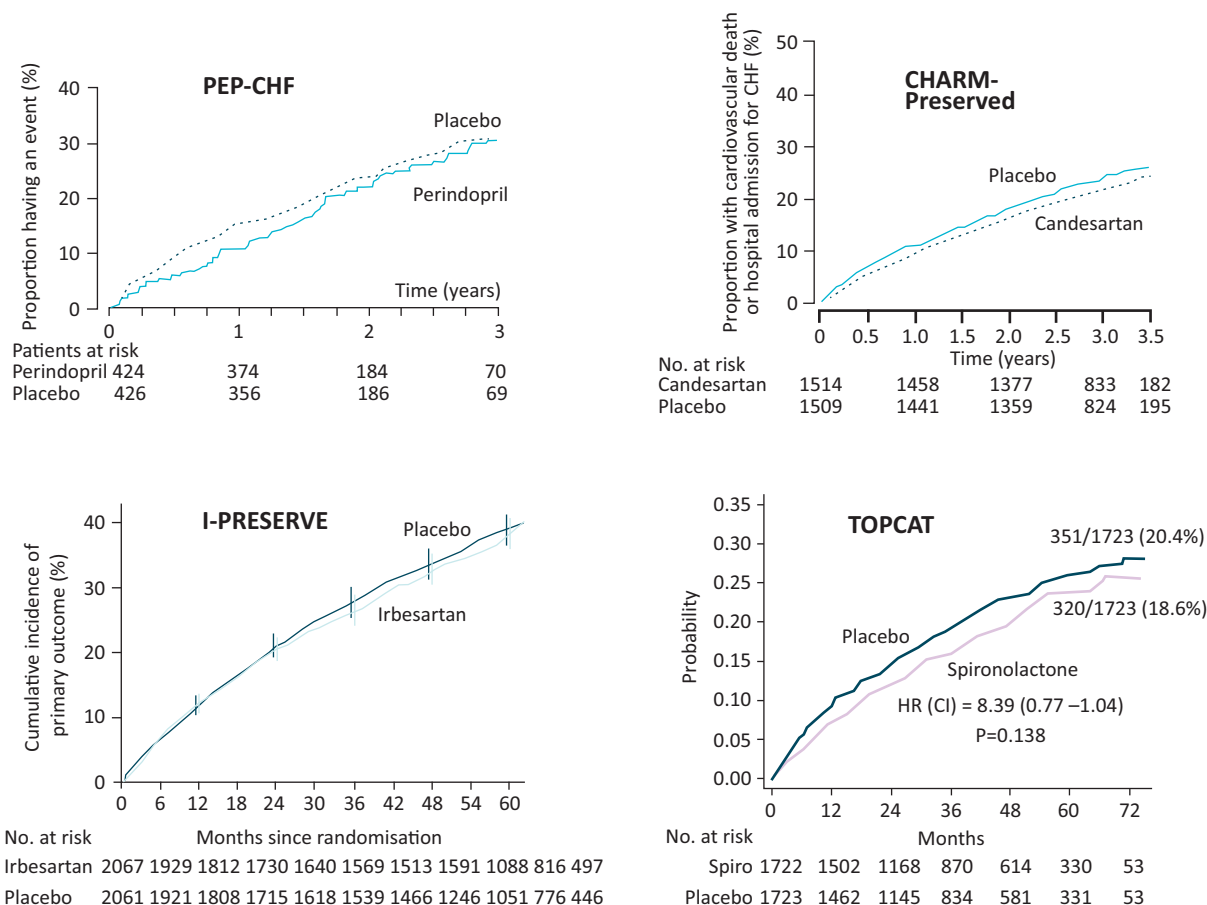 PEP-CHF
Proportion having an event (%)
40
30
20
10
0
Placebo
Perindopril
Time (years)
0 1 2 3
Patients at risk
Perindopril 424 374 184 70
Placebo 426 356 186 69
CHARM-
Preserved
Proportion with cardiovascular death
or hospital admission for CHF (%)
50
40
30
20
10
0
Placebo
Candesartan
0 0.5 1.0 1.5 2.0 2.5 3.0 3.5
Time (years)
No. at risk
Candesartan 1514 1458 1377 833 182
Placebo 1509 1441 1359 824 195
I-PRESERVE
Cumulative incidence of
primary outcome (%)
40
30
20
10
0
Placebo
Irbesartan
0 6 12 18 24 30 36 42 48 54 60
No. at risk Months since randomisation
Irbesartan 2067 1929 1812 1730 1640 1569 1513 1591 1088 816 497
Placebo 2061 1921 1808 1715 1618 1539 1466 1246 1051 776 446
TOPCAT
Probability
0.35
0.30
0.25
0.20
0.15
0.10
0.05
0.00
351/1723 (20.4%)
320/1723 (18.6%)
Placebo
Spironolactone
HR (CI) = 8.39 (0.77 –1.04)
P=0.138
0 12 24 36 48 60 72
No. at risk Months
Spiro 1722 1502 1168 870 614 330 53
Placebo 1723 1462 1145 834 581 331 53